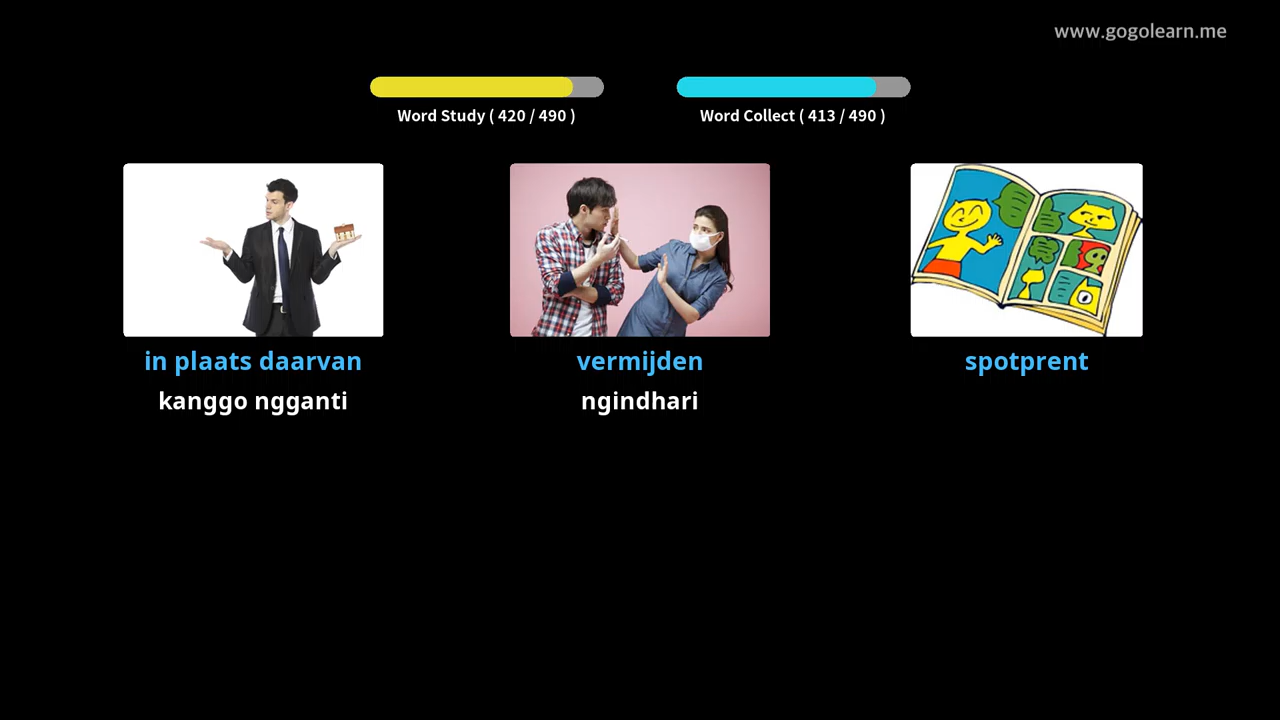 www.gogolearn.me
Word Study ( 420 / 490 )
Word Collect ( 413 / 490 )
in plaats daarvan
vermijden
spotprent
kanggo ngganti
ngindhari